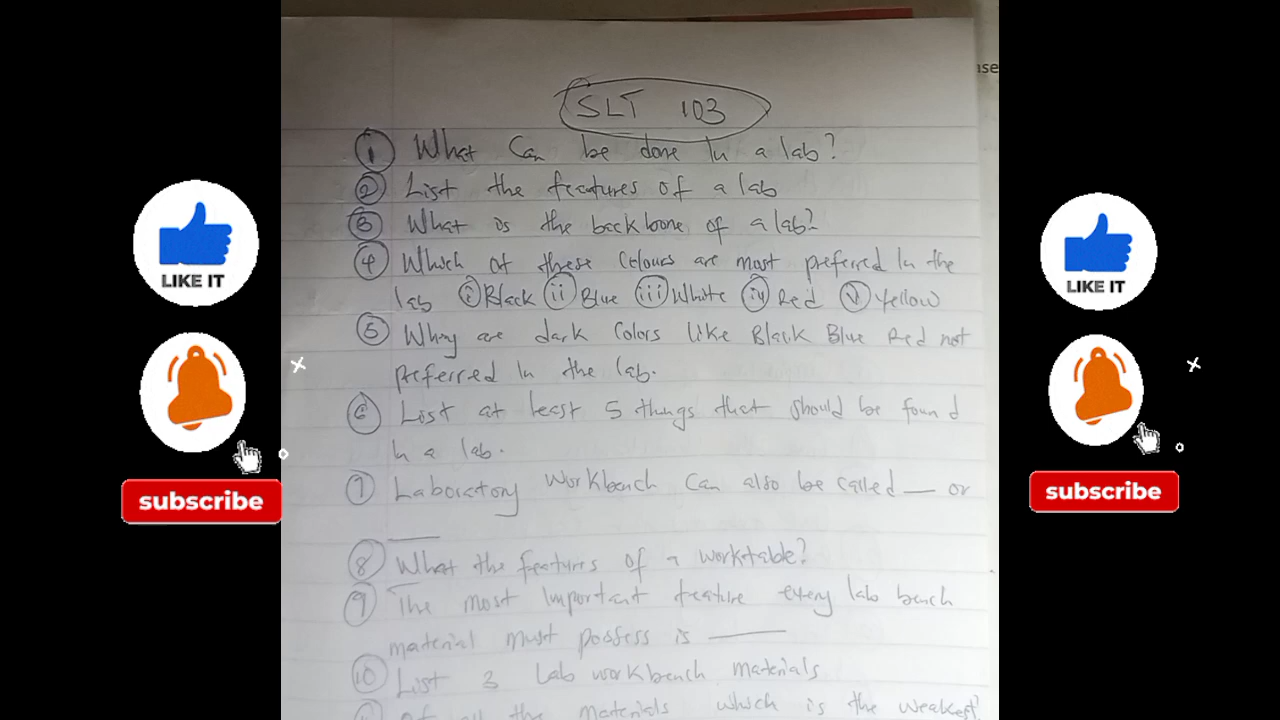 SLT 103
① What Can be done In a lab?
② List the features of a lab
③ What is the backbone of a lab?
④ Which of these Colours are most preferred In the
lab ⓘ Black ii Blue iii White iv Red v Yellow
⑤ Why are dark Colors like Black Blue Red not
preferred In the lab.
⑥ List at least 5 things that should be found
In a lab.
⑦ Laboratory Workbench Can also be called __ or
__
⑧ What the features of a worktable?
⑨ The most Important feature every lab bench
material must possess is __
⑩ List 3 Lab workbench materials
Of all the materials which is the weakest?
LIKE IT
subscribe
LIKE IT
subscribe